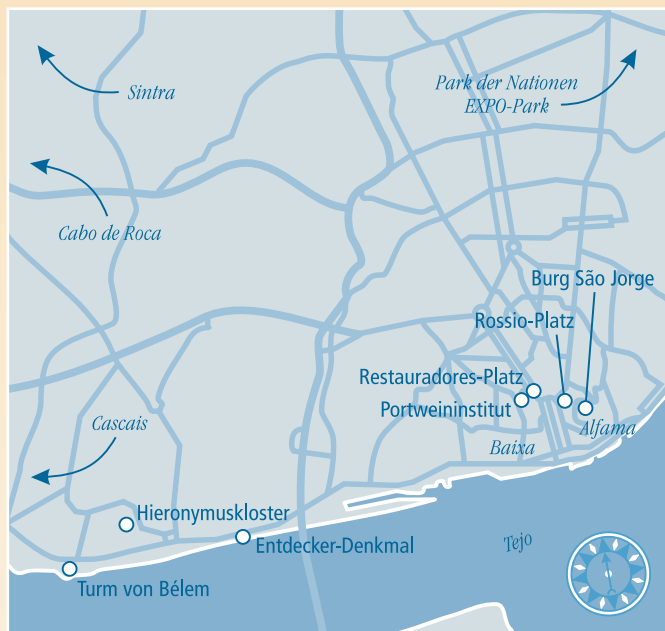 Sintra
Park der Nationen
EXPO-Park
Cabo de Roca
Burg São Jorge
Rossio-Platz
Restauradores-Platz
Portweininstitut
Cascais
Baixa
Alfama
Hieronymuskloster
Entdecker-Denkmal
Tejo
Turm von Bélem